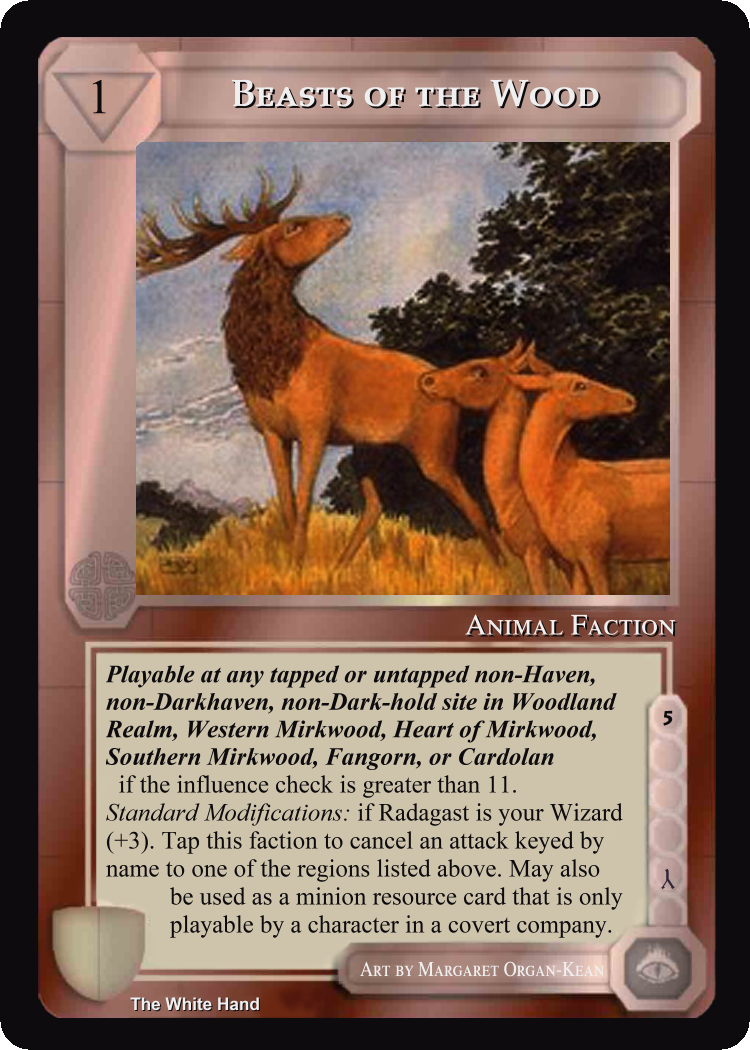 1
Beasts of the Wood
Animal Faction
Playable at any tapped or untapped non-Haven,
non-Darkhaven, non-Dark-hold site in Woodland
Realm, Western Mirkwood, Heart of Mirkwood,
Southern Mirkwood, Fangorn, or Cardolan
if the influence check is greater than 11.
Standard Modifications: if Radagast is your Wizard
(+3). Tap this faction to cancel an attack keyed by
name to one of the regions listed above. May also
be used as a minion resource card that is only
playable by a character in a covert company.
5
Art by Margaret Organ-Kean
The White Hand